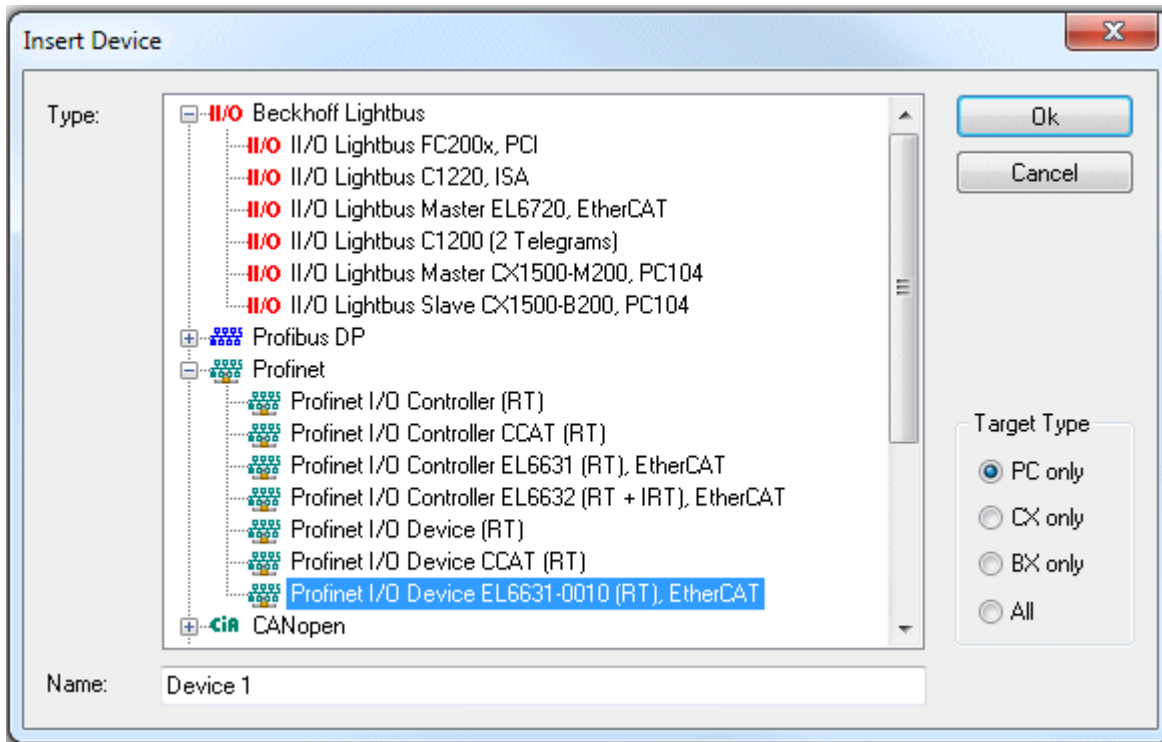 Insert Device
Type:
II/O Beckhoff Lightbus
II/O II/O Lightbus FC200x, PCI
II/O II/O Lightbus C1220, ISA
II/O II/O Lightbus Master EL6720, EtherCAT
II/O II/O Lightbus C1200 (2 Telegrams)
II/O II/O Lightbus Master CX1500-M200, PC104
II/O II/O Lightbus Slave CX1500-B200, PC104
Profibus DP
Profinet
Profinet I/O Controller (RT)
Profinet I/O Controller CCAT (RT)
Profinet I/O Controller EL6631 (RT), EtherCAT
Profinet I/O Controller EL6632 (RT + IRT), EtherCAT
Profinet I/O Device (RT)
Profinet I/O Device CCAT (RT)
Profinet I/O Device EL6631-0010 (RT), EtherCAT
CiA CANopen
Ok
Cancel
Target Type
PC only
CX only
BX only
All
Name: Device 1